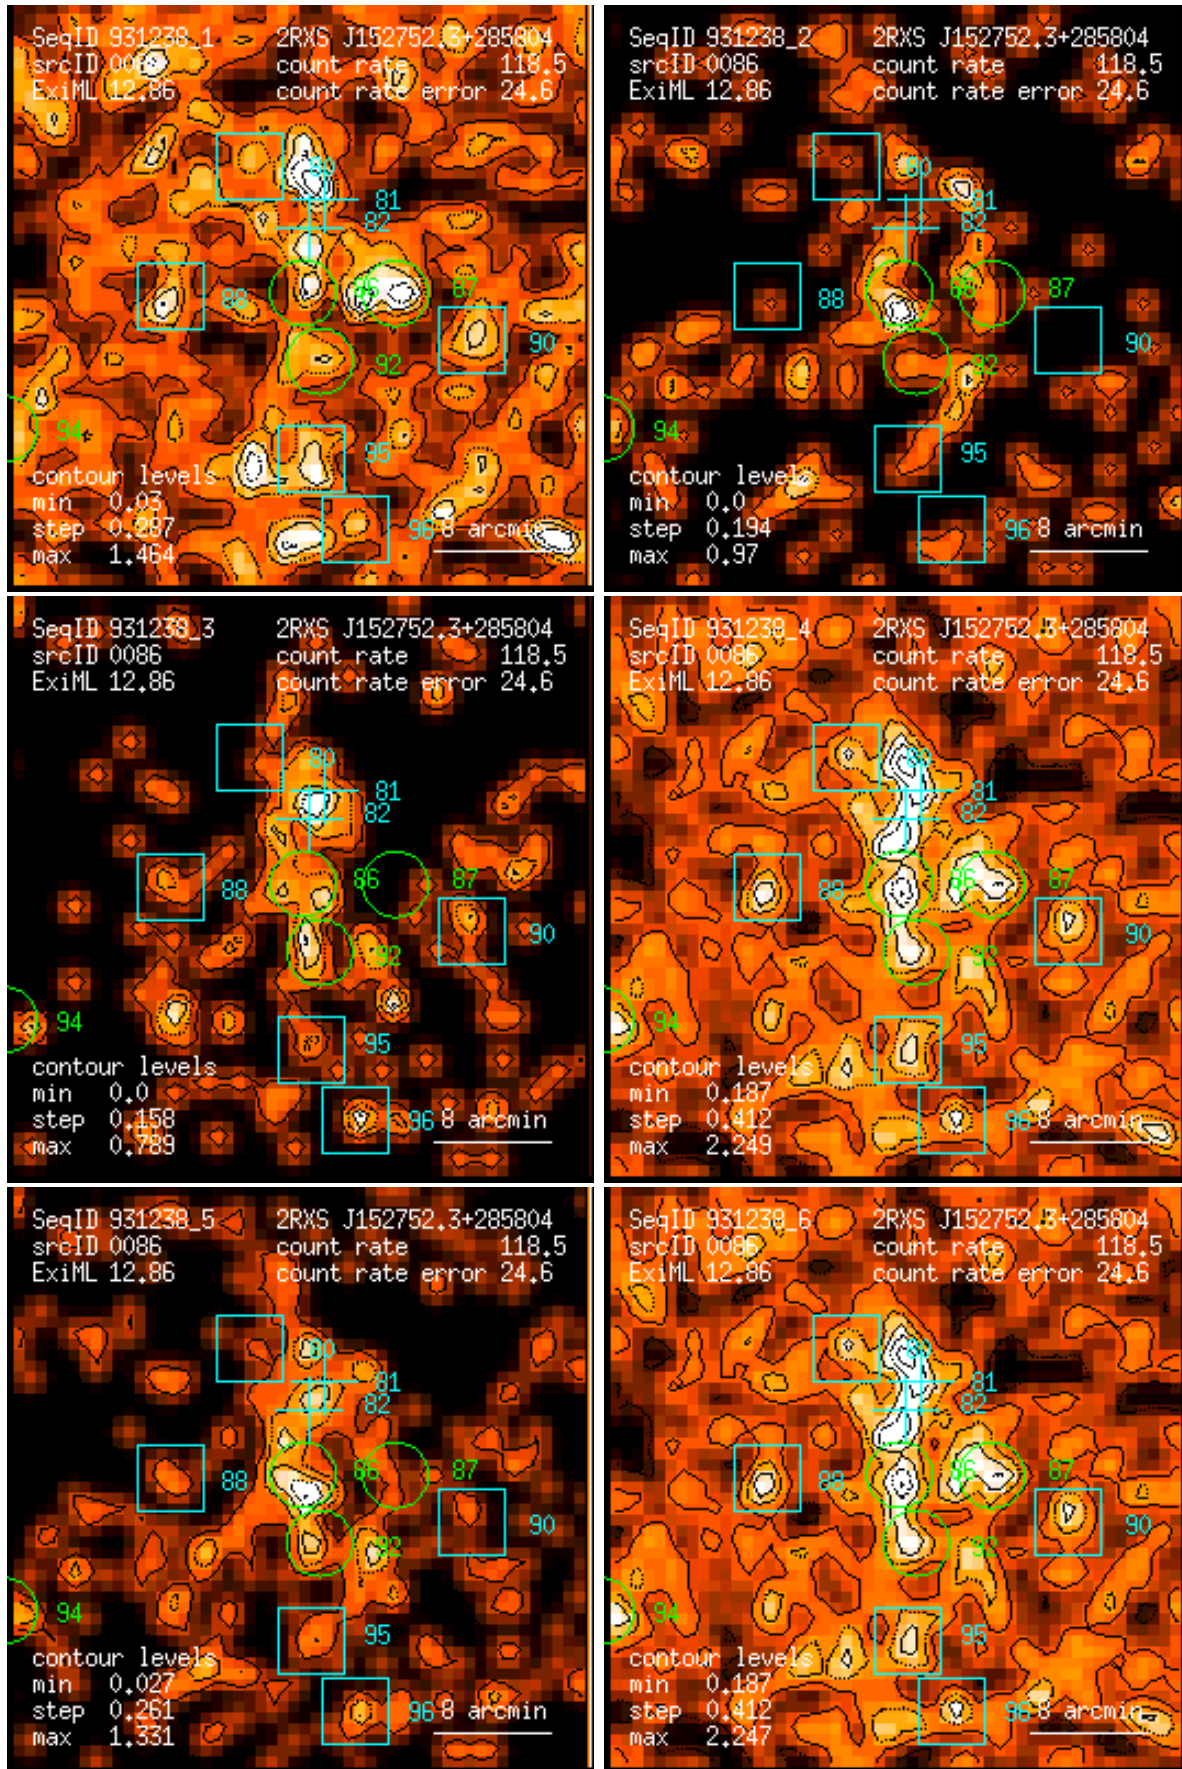 SeqID 931238_1 2RXS J152752.3+285804
srcID 0086 count rate 118.5
ExiML 12.86 count rate error 24.6
80
81
82
88 86 87
90
92
94
95
contour levels
min 0.03
step 0.287
max 1.464
96 8 arcmin
SeqID 931238_2 2RXS J152752.3+285804
srcID 0086 count rate 118.5
ExiML 12.86 count rate error 24.6
80
81
82
88 86 87
90
92
94
95
contour levels
min 0.0
step 0.194
max 0.97
96 8 arcmin
SeqID 931238_3 2RXS J152752.3+285804
srcID 0086 count rate 118.5
ExiML 12.86 count rate error 24.6
80
81
82
88 86 87
90
92
94
95
contour levels
min 0.0
step 0.158
max 0.789
96 8 arcmin
SeqID 931238_4 2RXS J152752.3+285804
srcID 0086 count rate 118.5
ExiML 12.86 count rate error 24.6
81
82
88 86 87
90
92
94
95
contour levels
min 0.187
step 0.412
max 2.249
96 8 arcmin
SeqID 931238_5 2RXS J152752.3+285804
srcID 0086 count rate 118.5
ExiML 12.86 count rate error 24.6
80
81
82
88 86 87
90
92
94
95
contour levels
min 0.027
step 0.261
max 1.331
96 8 arcmin
SeqID 931238_6 2RXS J152752.3+285804
srcID 0086 count rate 118.5
ExiML 12.86 count rate error 24.6
80
81
82
88 86 87
90
92
94
95
contour levels
min 0.187
step 0.412
max 2.247
96 8 arcmin